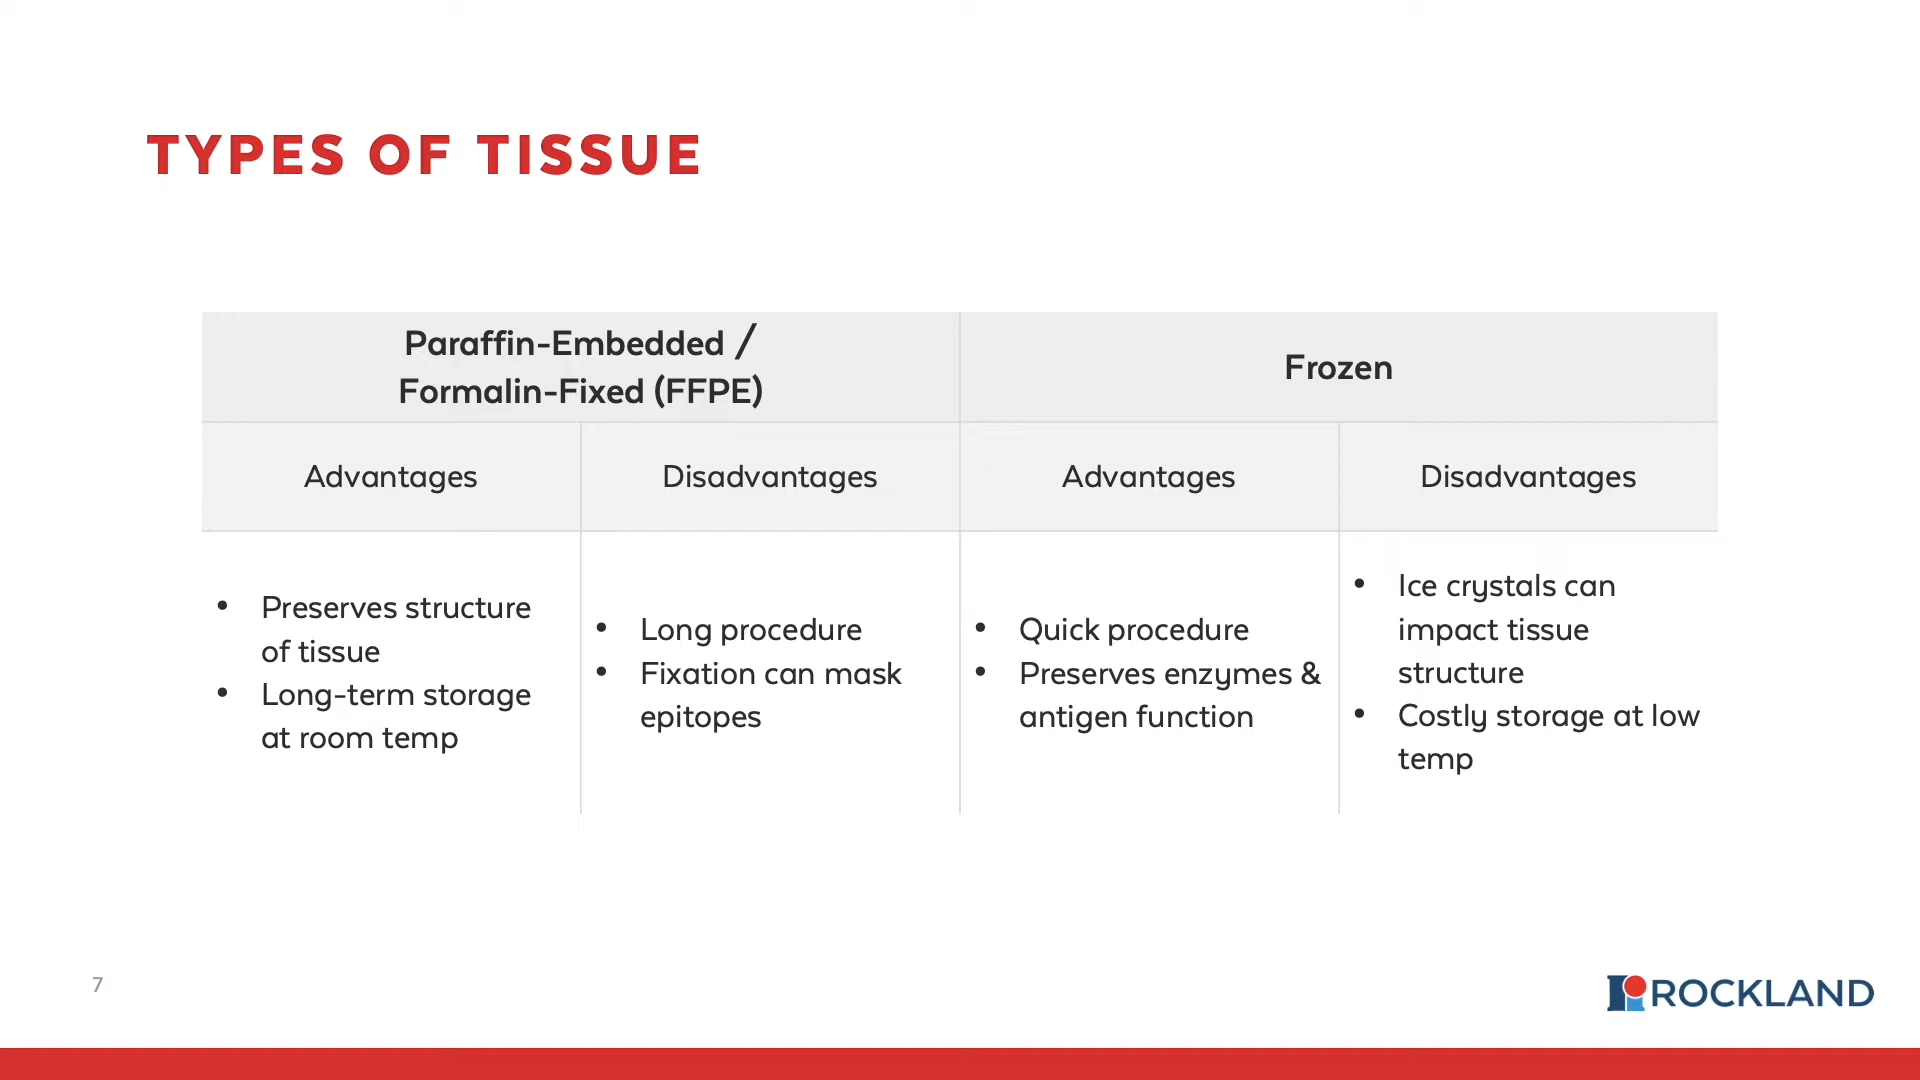 TYPES OF TISSUE
Paraffin-Embedded /
Formalin-Fixed (FFPE)
Frozen
Advantages
Disadvantages
Advantages
Disadvantages
• Preserves structure
of tissue
• Long-term storage
at room temp
• Long procedure
• Fixation can mask
epitopes
• Quick procedure
• Preserves enzymes &
antigen function
• Ice crystals can
impact tissue
structure
• Costly storage at low
temp
7
ROCKLAND